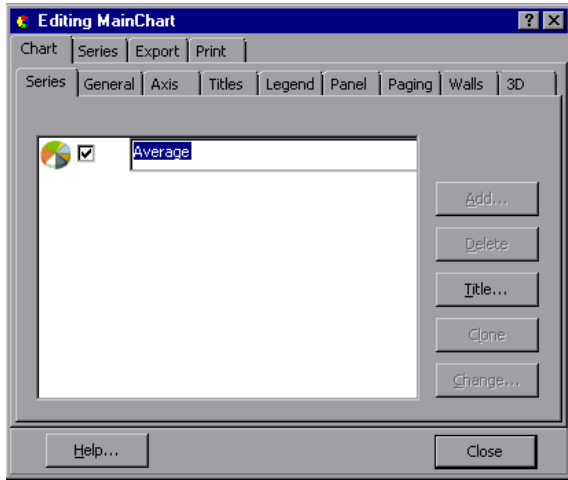 Editing MainChart
Chart Series Export Print
Series General Axis Titles Legend Panel Paging Walls 3D
Average
Add...
Delete
Title...
Clone
Change...
Help... Close